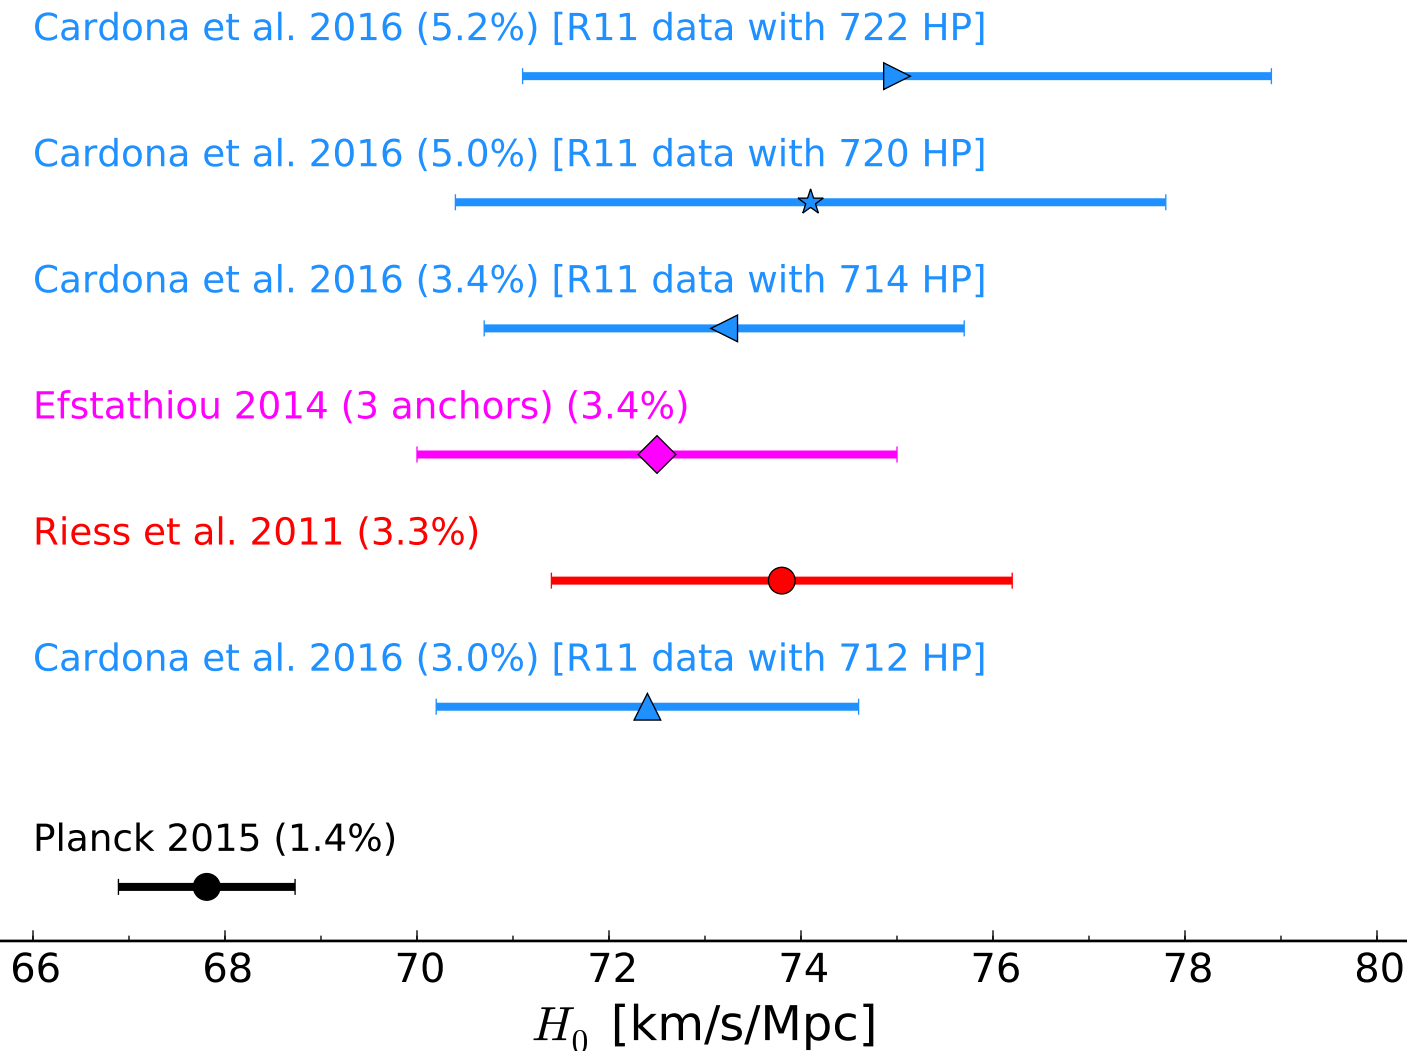 Cardona et al. 2016 (5.2%) [R11 data with 722 HP]
Cardona et al. 2016 (5.0%) [R11 data with 720 HP]
Cardona et al. 2016 (3.4%) [R11 data with 714 HP]
Efstathiou 2014 (3 anchors) (3.4%)
Riess et al. 2011 (3.3%)
Cardona et al. 2016 (3.0%) [R11 data with 712 HP]
Planck 2015 (1.4%)
66 68 70 72 74 76 78 80
H₀ [km/s/Mpc]